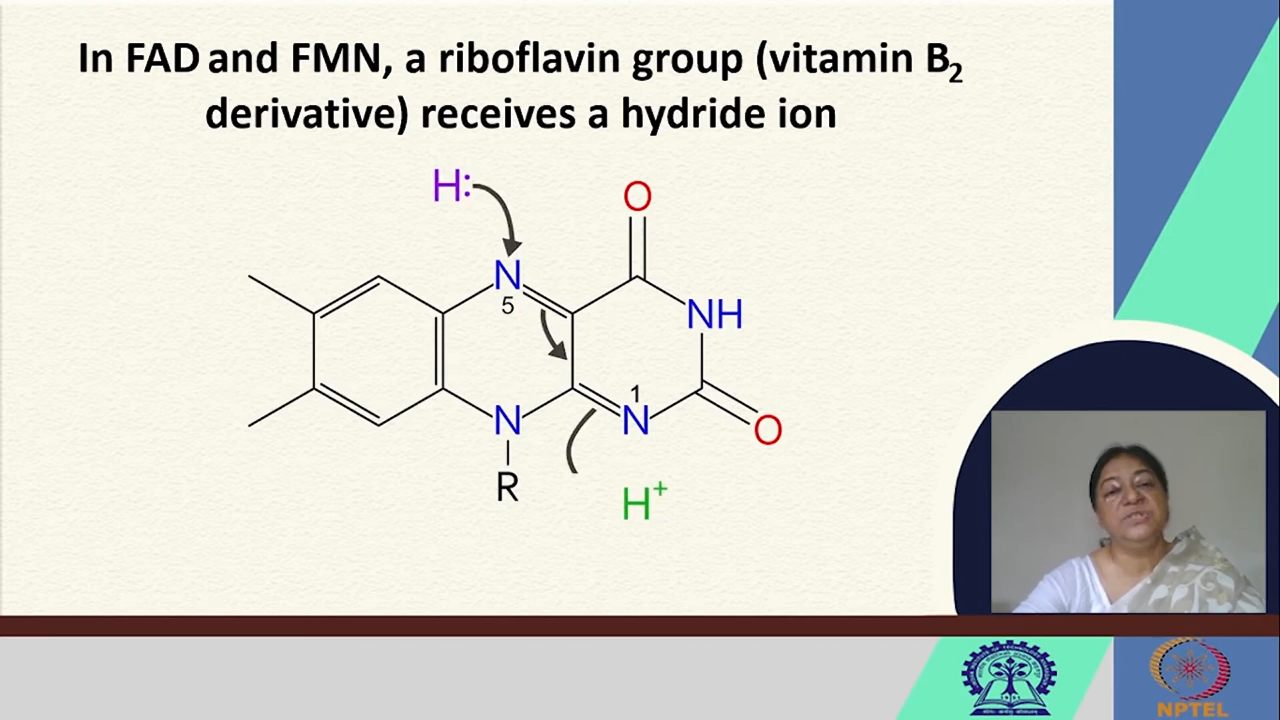 In FAD and FMN, a riboflavin group (vitamin B₂
derivative) receives a hydride ion
H:
O
N
5
NH
1
N
N
O
R
H⁺
NPTEL